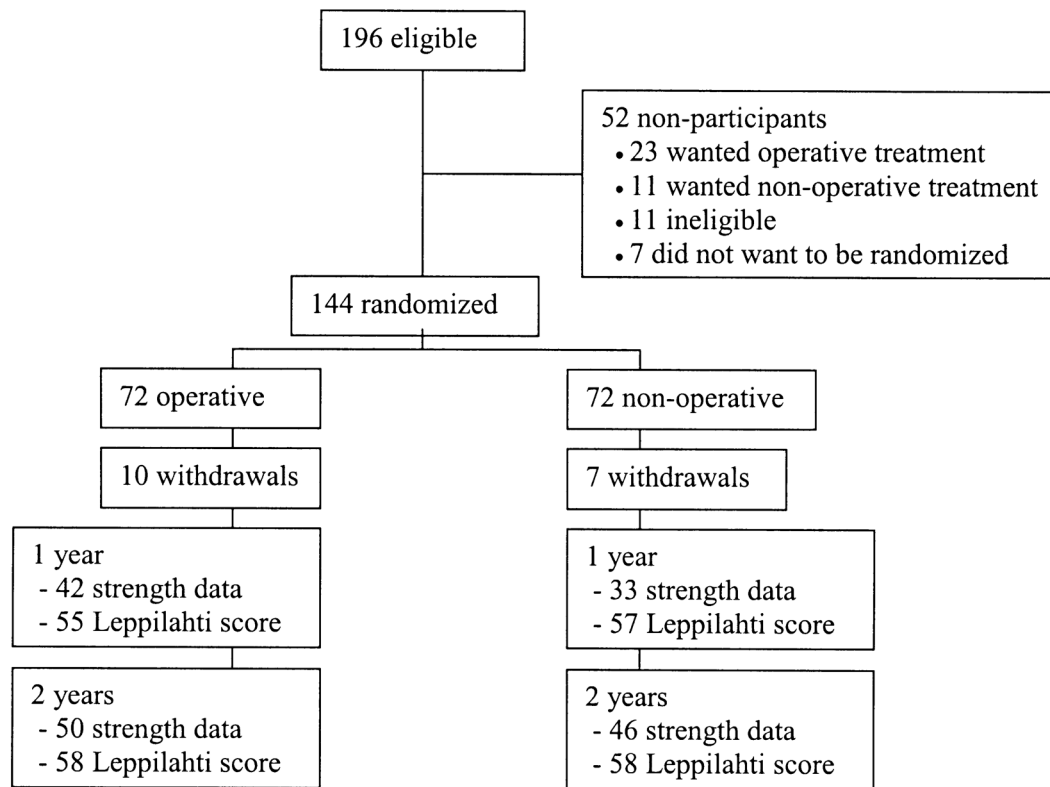 196 eligible
52 non-participants
• 23 wanted operative treatment
• 11 wanted non-operative treatment
• 11 ineligible
• 7 did not want to be randomized
144 randomized
72 operative
72 non-operative
10 withdrawals
7 withdrawals
1 year
- 42 strength data
- 55 Leppilahti score
1 year
- 33 strength data
- 57 Leppilahti score
2 years
- 50 strength data
- 58 Leppilahti score
2 years
- 46 strength data
- 58 Leppilahti score